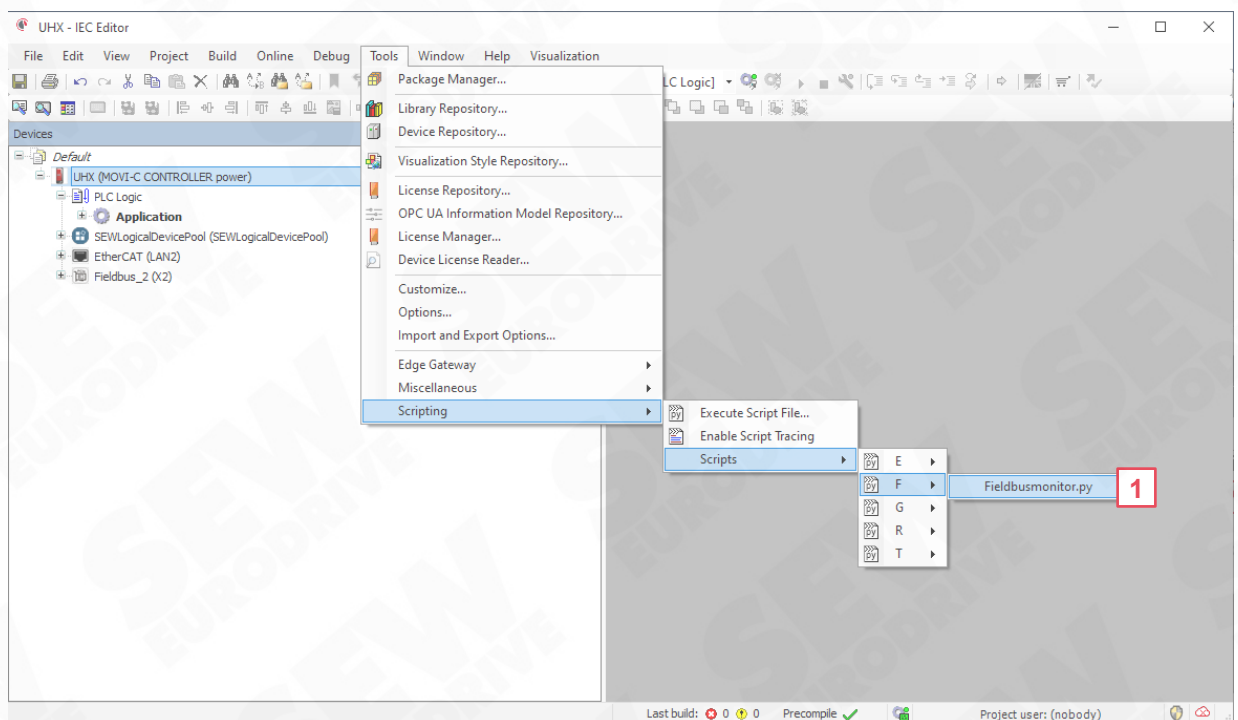 UHX - IEC Editor
File Edit View Project Build Online Debug Tools Window Help Visualization
LC Logic]
Devices
Default
UHX (MOVI-C CONTROLLER power)
PLC Logic
Application
SEWLogicalDevicePool (SEWLogicalDevicePool)
EtherCAT (LAN2)
Fieldbus_2 (X2)
Package Manager...
Library Repository...
Device Repository...
Visualization Style Repository...
License Repository...
OPC UA Information Model Repository...
License Manager...
Device License Reader...
Customize...
Options...
Import and Export Options...
Edge Gateway
Miscellaneous
Scripting
Execute Script File...
Enable Script Tracing
Scripts
E
F
G
R
T
Fieldbusmonitor.py
1
Last build: 0 0 Precompile Project user: (nobody)
SEW
EURODRIVE